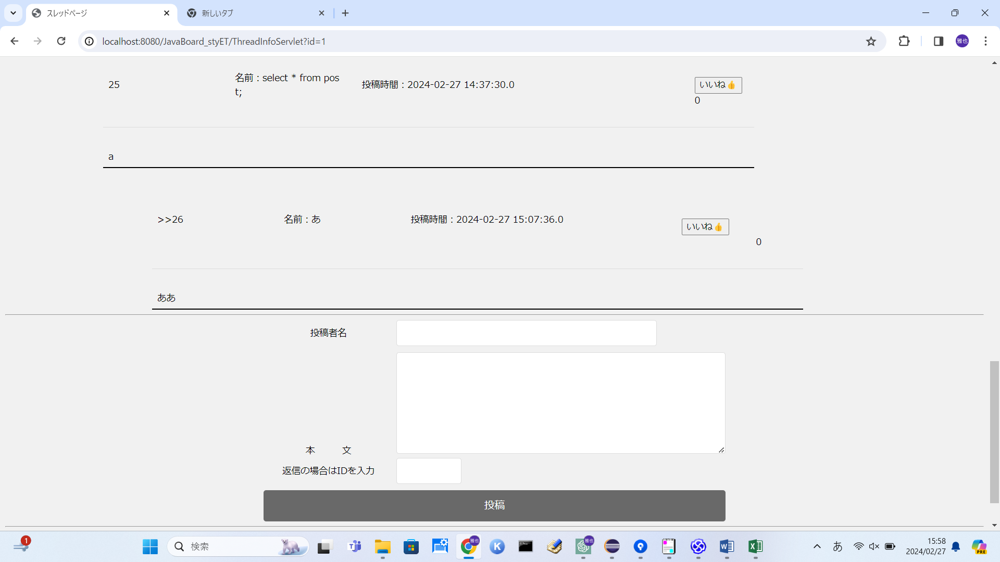 スレッドページ
新しいタブ
localhost:8080/JavaBoard_styET/ThreadInfoServlet?id=1
雅也
25
名前：select * from pos
t;
投稿時間：2024-02-27 14:37:30.0
いいね👍
0
a
>>26
名前：あ
投稿時間：2024-02-27 15:07:36.0
いいね👍
0
ああ
投稿者名
本　　　文
返信の場合はIDを入力
投稿
1
検索
雅也
K
雅也
あ
15:58
2024/02/27
PRE